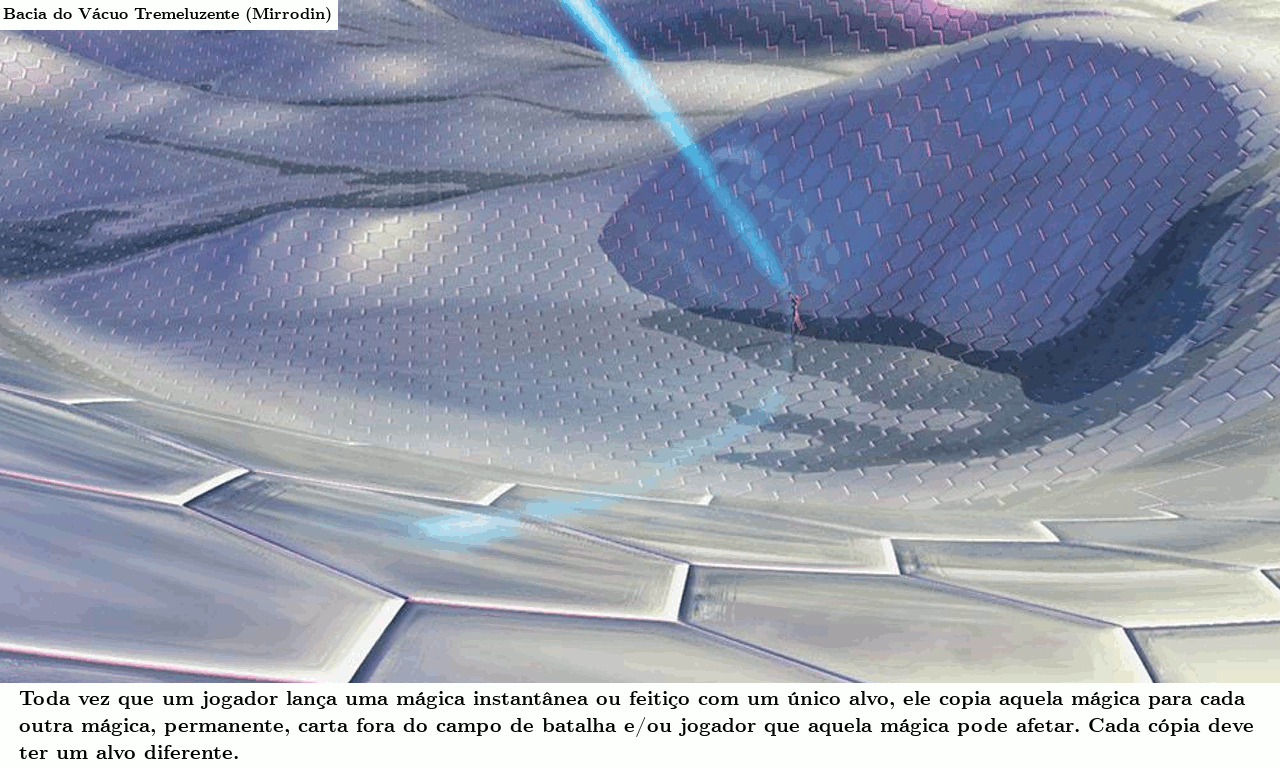 Bacia do Vácuo Tremeluzente (Mirrodin)
Toda vez que um jogador lança uma mágica instantânea ou feitiço com um único alvo, ele copia aquela mágica para cada
outra mágica, permanente, carta fora do campo de batalha e/ou jogador que aquela mágica pode afetar. Cada cópia deve
ter um alvo diferente.